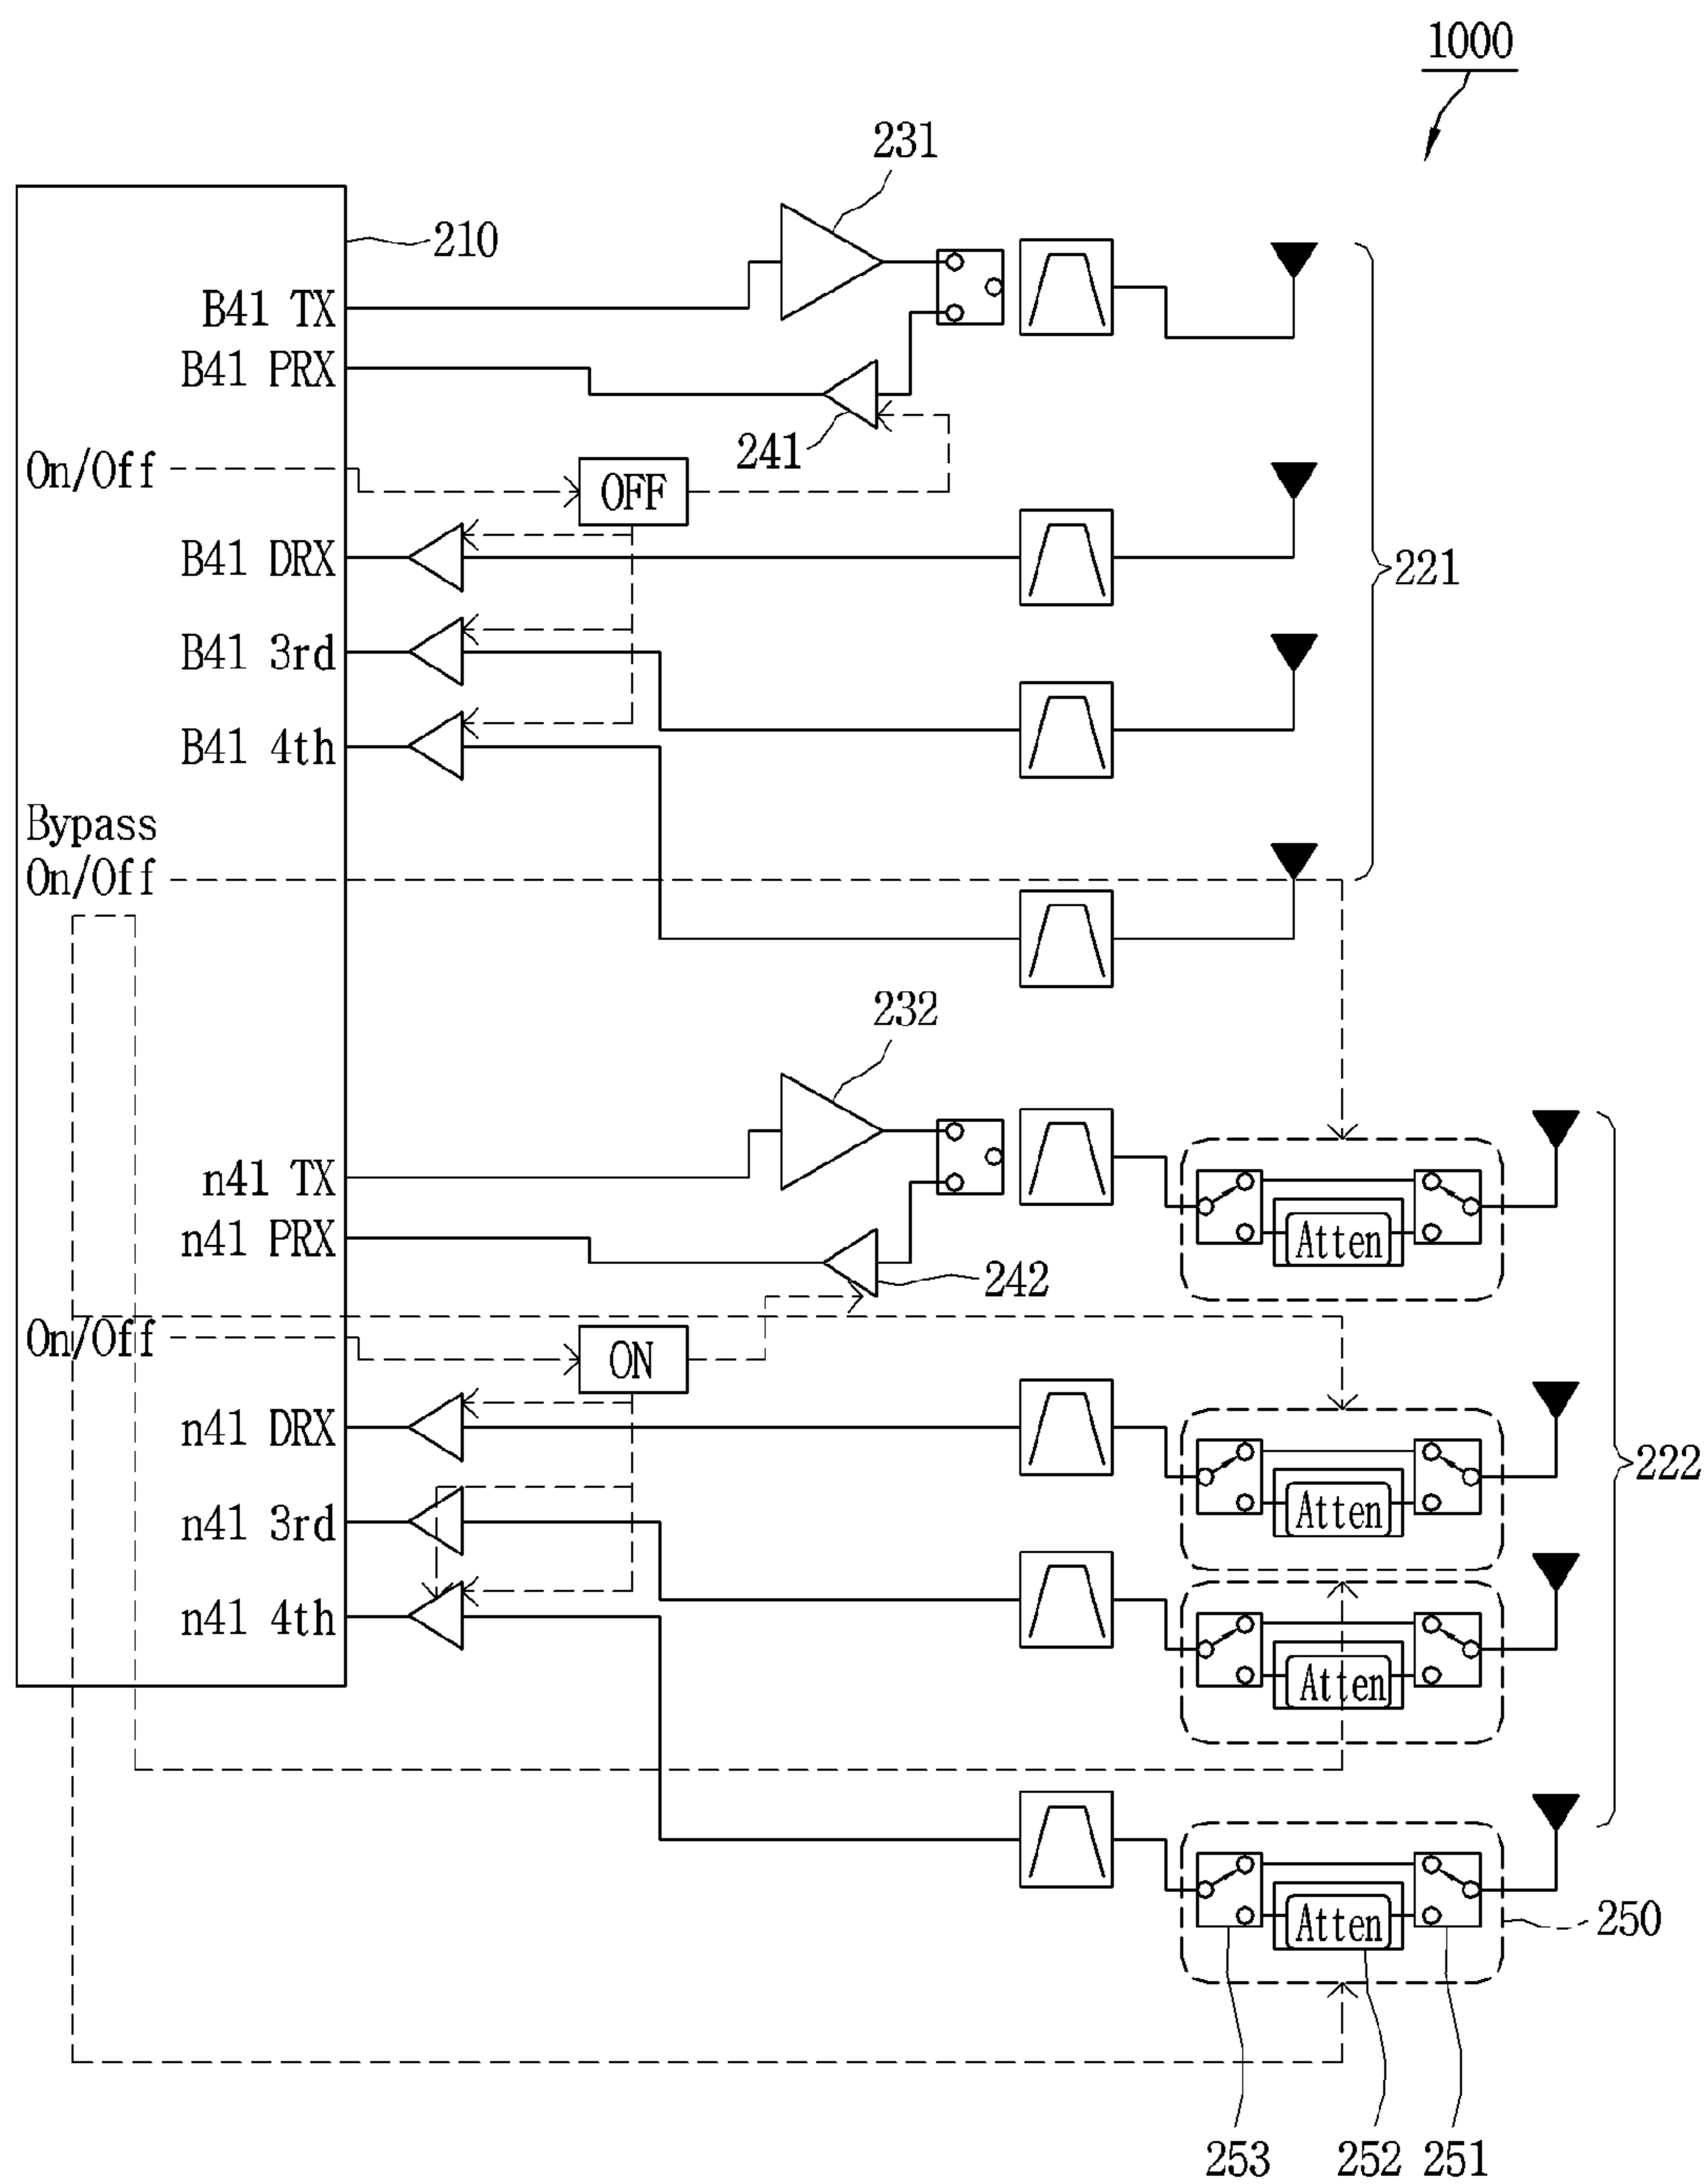 1000
231
210
B41 TX
B41 PRX
241
On/Off
OFF
B41 DRX
221
B41 3rd
B41 4th
Bypass
On/Off
232
n41 TX
n41 PRX
Atten
242
On/Off
ON
n41 DRX
222
Atten
n41 3rd
n41 4th
Atten
Atten
250
253
252
251